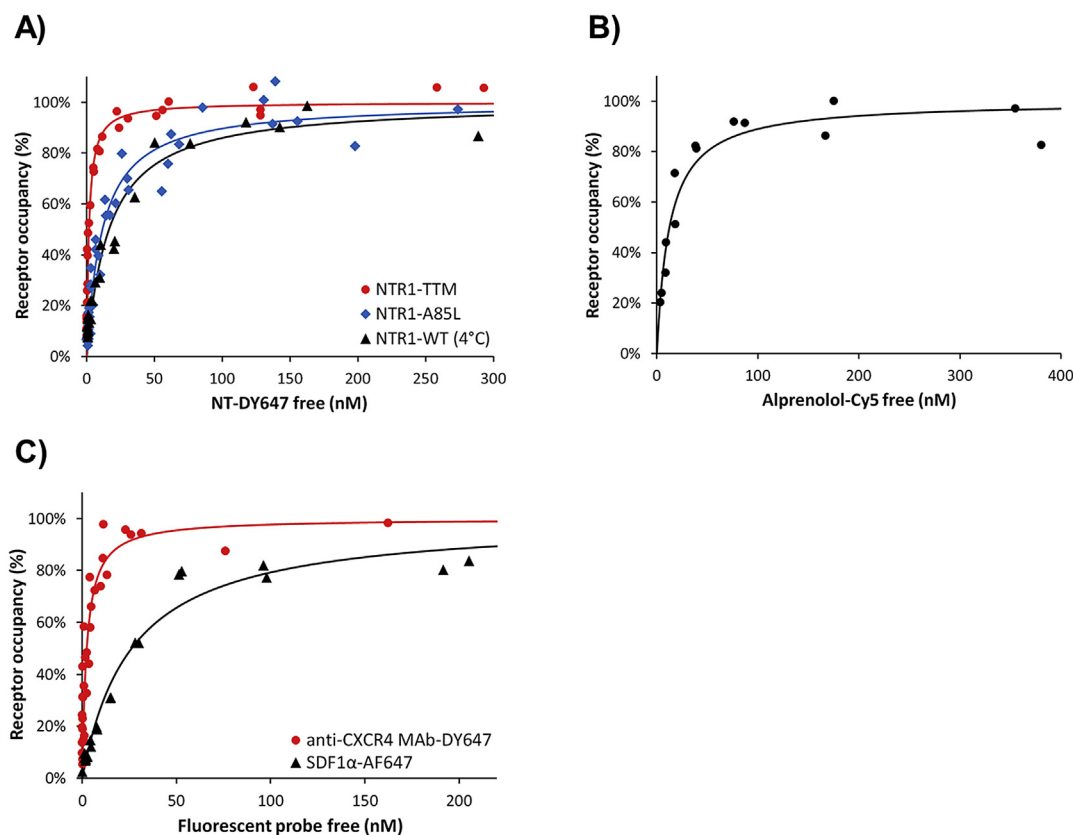 A)
Receptor occupancy (%)
100%
80%
60%
40%
20%
0%
0 50 100 150 200 250 300
NT-DY647 free (nM)
NTR1-TTM
NTR1-A85L
NTR1-WT (4°C)
B)
Receptor occupancy (%)
100%
80%
60%
40%
20%
0%
0 100 200 300 400
Alprenolol-Cy5 free (nM)
C)
Receptor occupancy (%)
100%
80%
60%
40%
20%
0%
0 50 100 150 200
Fluorescent probe free (nM)
anti-CXCR4 MAb-DY647
SDF1α-AF647